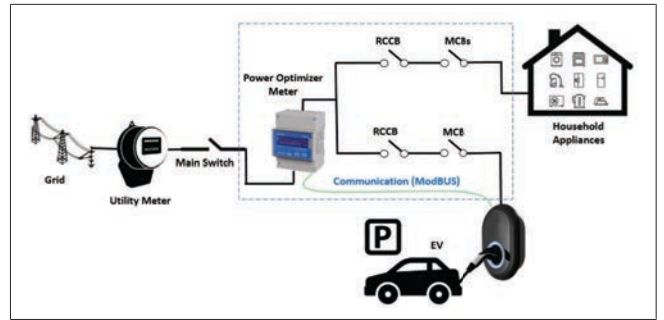 RCCB
MCBs
Power Optimizer
Meter
Household
Appliances
RCCB
MCB
Main Switch
Grid
Utility Meter
Communication (ModBUS)
P
EV